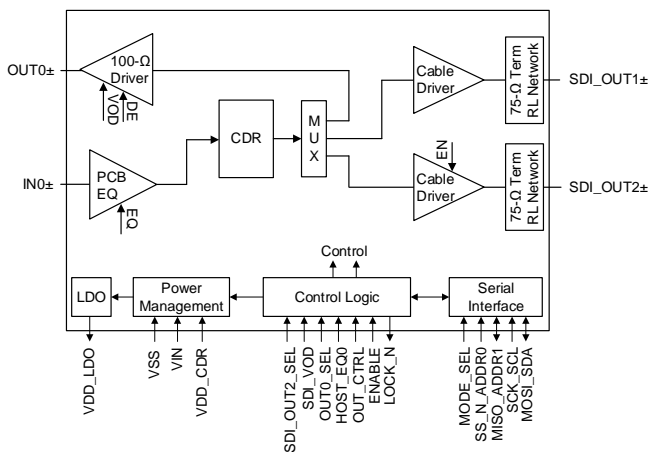 100-Ω
Driver
OUT0±
VOD
DE
Cable
Driver
75-Ω Term
RL Network
SDI_OUT1±
CDR
M
U
X
IN0±
PCB
EQ
EQ
EN
Cable
Driver
75-Ω Term
RL Network
SDI_OUT2±
Control
LDO
Power
Management
Control Logic
Serial
Interface
VDD_LDO
VSS
VIN
VDD_CDR
SDI_OUT2_SEL
SDI_VOD
OUT0_SEL
HOST_EQ0
OUT_CTRL
ENABLE
LOCK_N
MODE_SEL
SS_N_ADDR0
MISO_ADDR1
SCK_SCL
MOSI_SDA